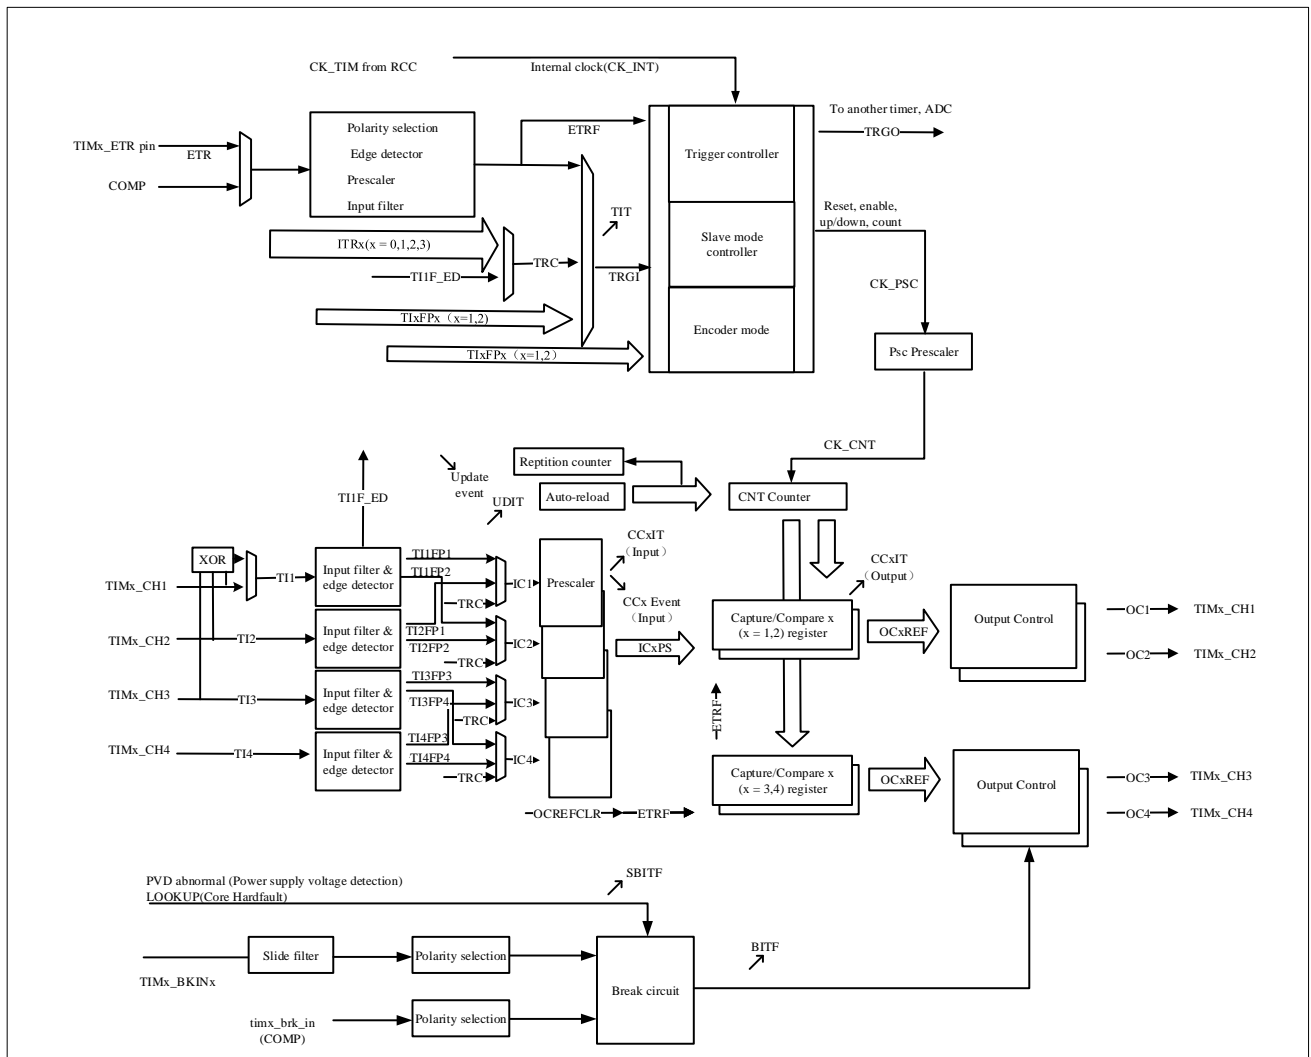 CK_TIM from RCC
Internal clock(CK_INT)
To another timer, ADC
TRGO
TIMx_ETR pin
ETR
COMP
Polarity selection
Edge detector
Prescaler
Input filter
ETRF
Trigger controller
Slave mode
controller
Encoder mode
Reset, enable,
up/down, count
TIT
ITRx(x = 0,1,2,3)
TI1F_ED
TRC
TRGI
CK_PSC
TIxFPx（x=1,2)
TIxFPx（x=1,2）
Psc Prescaler
CK_CNT
Reptition counter
Auto-reload
CNT Counter
Update
event
UDIT
TI1F_ED
XOR
TIMx_CH1
TI1
Input filter &
edge detector
TI1FP1
TI1FP2
TRC
IC1
Prescaler
CCxIT
（Input）
CCx Event
（Input）
CCxIT
（Output）
TIMx_CH2
TI2
Input filter &
edge detector
TI2FP1
TI2FP2
TRC
IC2
ICxPS
Capture/Compare x
(x = 1,2) register
OCxREF
Output Control
OC1
TIMx_CH1
OC2
TIMx_CH2
TIMx_CH3
TI3
Input filter &
edge detector
TI3FP3
TI3FP4
TRC
IC3
ETRF
TIMx_CH4
TI4
Input filter &
edge detector
TI4FP3
TI4FP4
TRC
IC4
Capture/Compare x
(x = 3,4) register
OCxREF
Output Control
OC3
TIMx_CH3
OC4
TIMx_CH4
OCREFCLR
ETRF
PVD abnormal (Power supply voltage detection)
LOOKUP(Core Hardfault)
SBITF
TIMx_BKINx
Slide filter
Polarity selection
Break circuit
BITF
timx_brk_in
(COMP)
Polarity selection